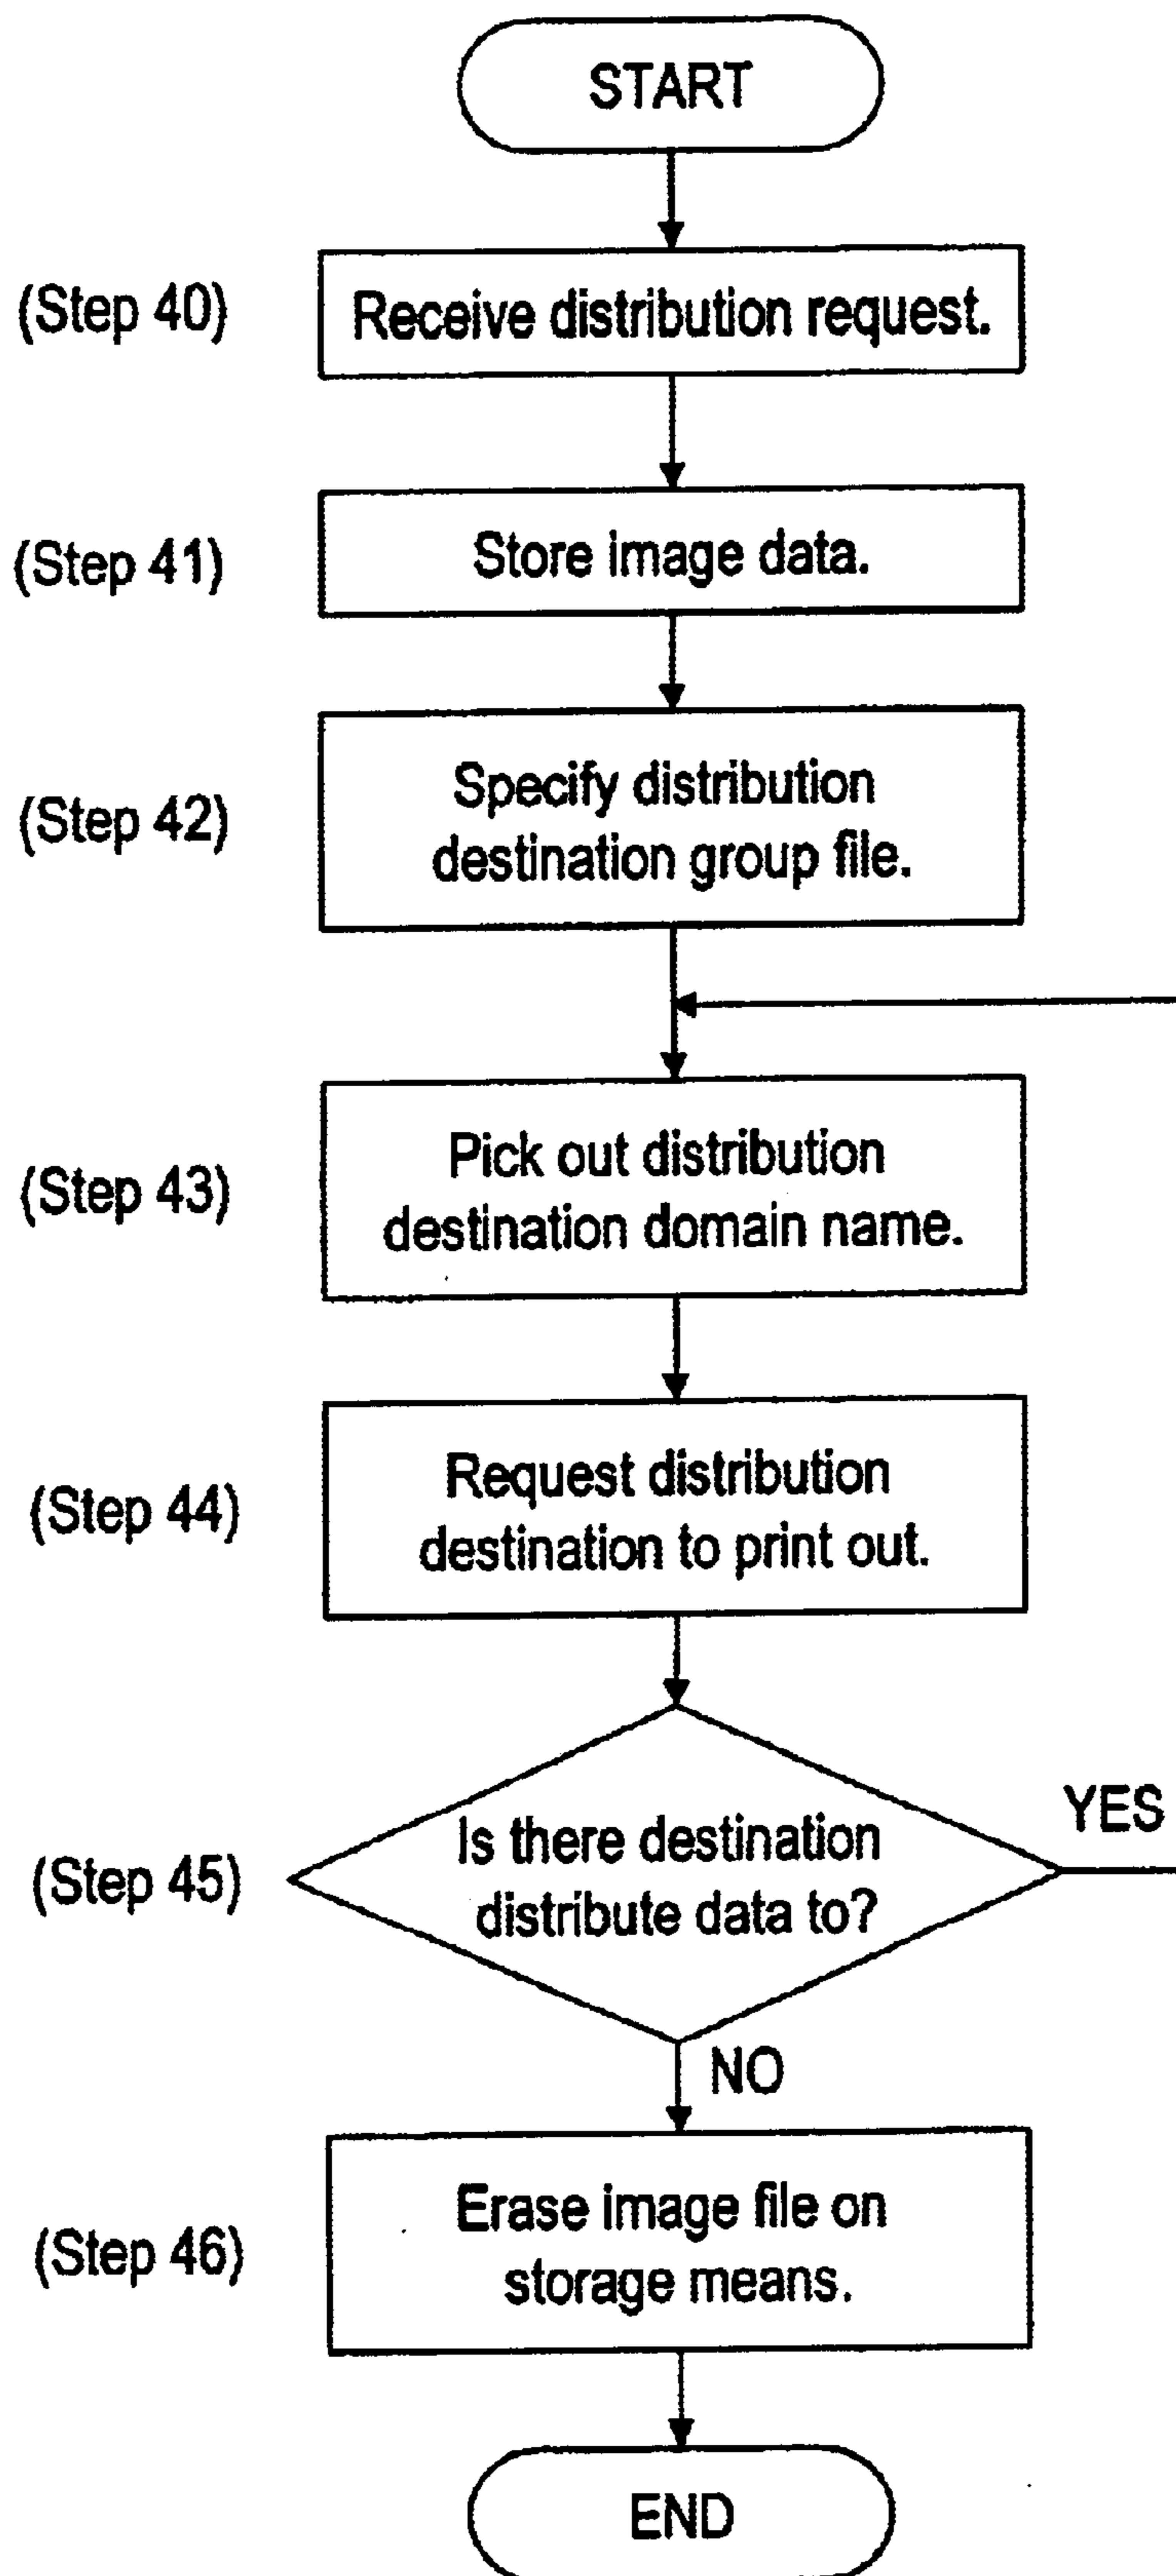 START
(Step 40)
Receive distribution request.
(Step 41)
Store image data.
(Step 42)
Specify distribution
destination group file.
(Step 43)
Pick out distribution
destination domain name.
(Step 44)
Request distribution
destination to print out.
(Step 45)
Is there destination
distribute data to?
YES
NO
(Step 46)
Erase image file on
storage means.
END